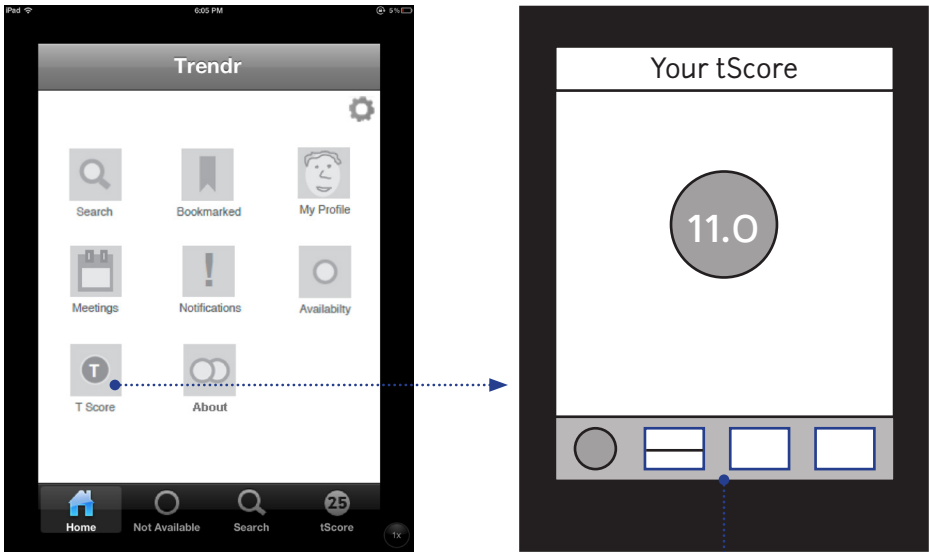 iPad 6:05 PM 5%
Trendr
Search Bookmarked My Profile
Meetings Notifications Availabilty
T
T Score About
25
Home Not Available Search tScore
1x
Your tScore
11.0